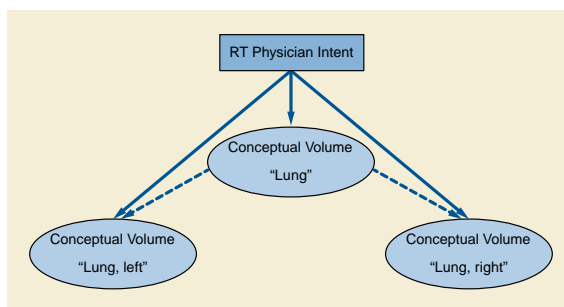 RT Physician Intent
Conceptual Volume
“Lung”
Conceptual Volume
“Lung, left”
Conceptual Volume
“Lung, right”